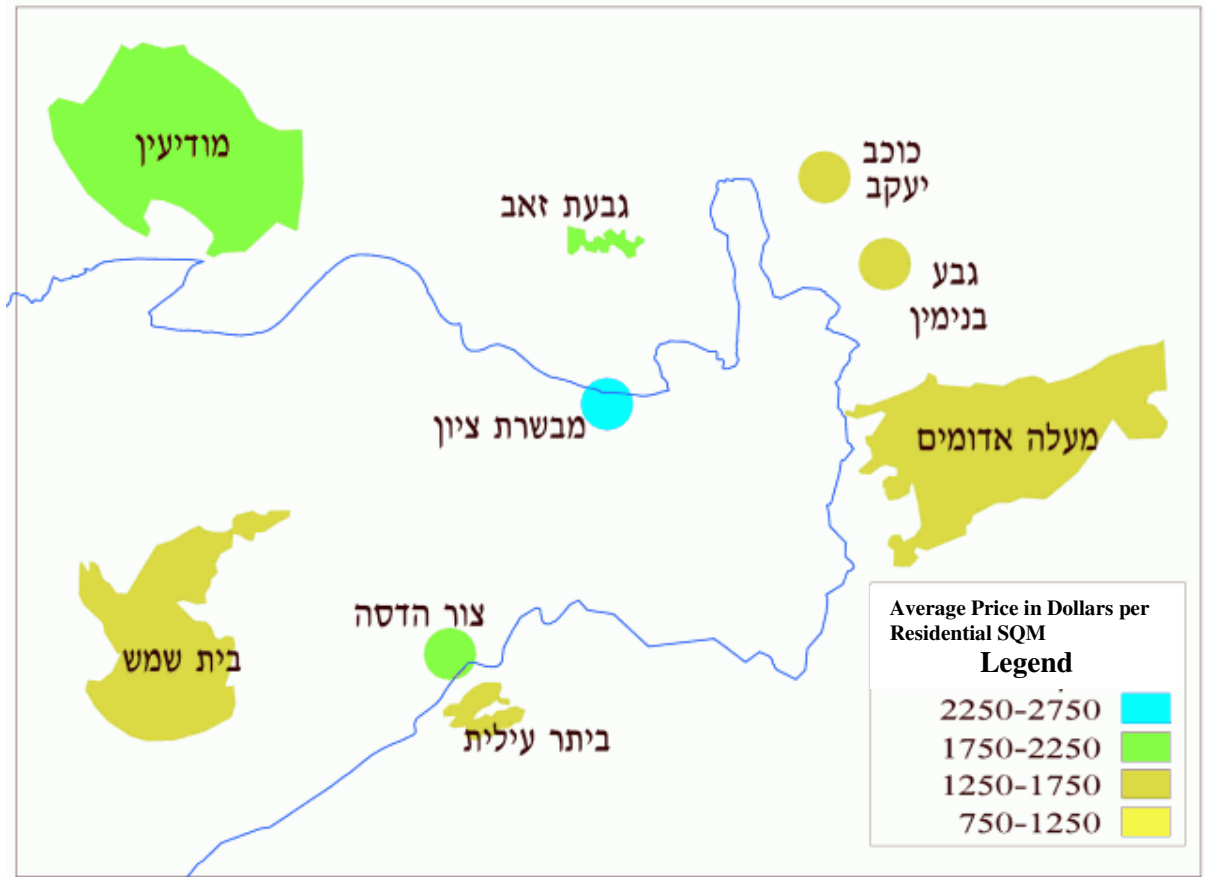 מודיעין
כוכב
יעקב
גבעת זאב
גבע
בנימין
מבשרת ציון
מעלה אדומים
צור הדסה
בית שמש
ביתר עילית
Average Price in Dollars per
Residential SQM
Legend
2250-2750
1750-2250
1250-1750
750-1250